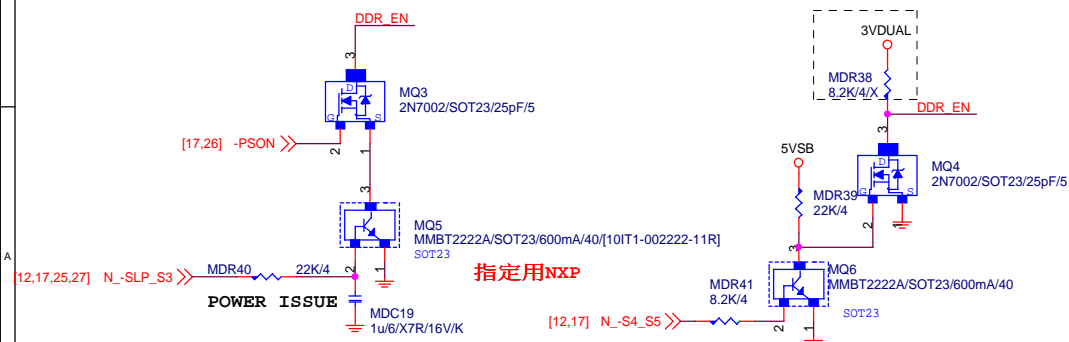 DDR_EN
3
D
G
S
MQ3
2N7002/SOT23/25pF/5
[17,26] -PSON
2
1
3
MQ5
MMBT2222A/SOT23/600mA/40/[10IT1-002222-11R]
SOT23
指定用NXP
[12,17,25,27] N_-SLP_S3
MDR40
22K/4
2
1
POWER ISSUE
MDC19
1u/6/X7R/16V/K
A
3VDUAL
MDR38
8.2K/4/X
DDR_EN
3
D
G
S
MQ4
2N7002/SOT23/25pF/5
2
1
5VSB
MDR39
22K/4
3
MQ6
MMBT2222A/SOT23/600mA/40
SOT23
MDR41
8.2K/4
[12,17] N_-S4_S5
2
1